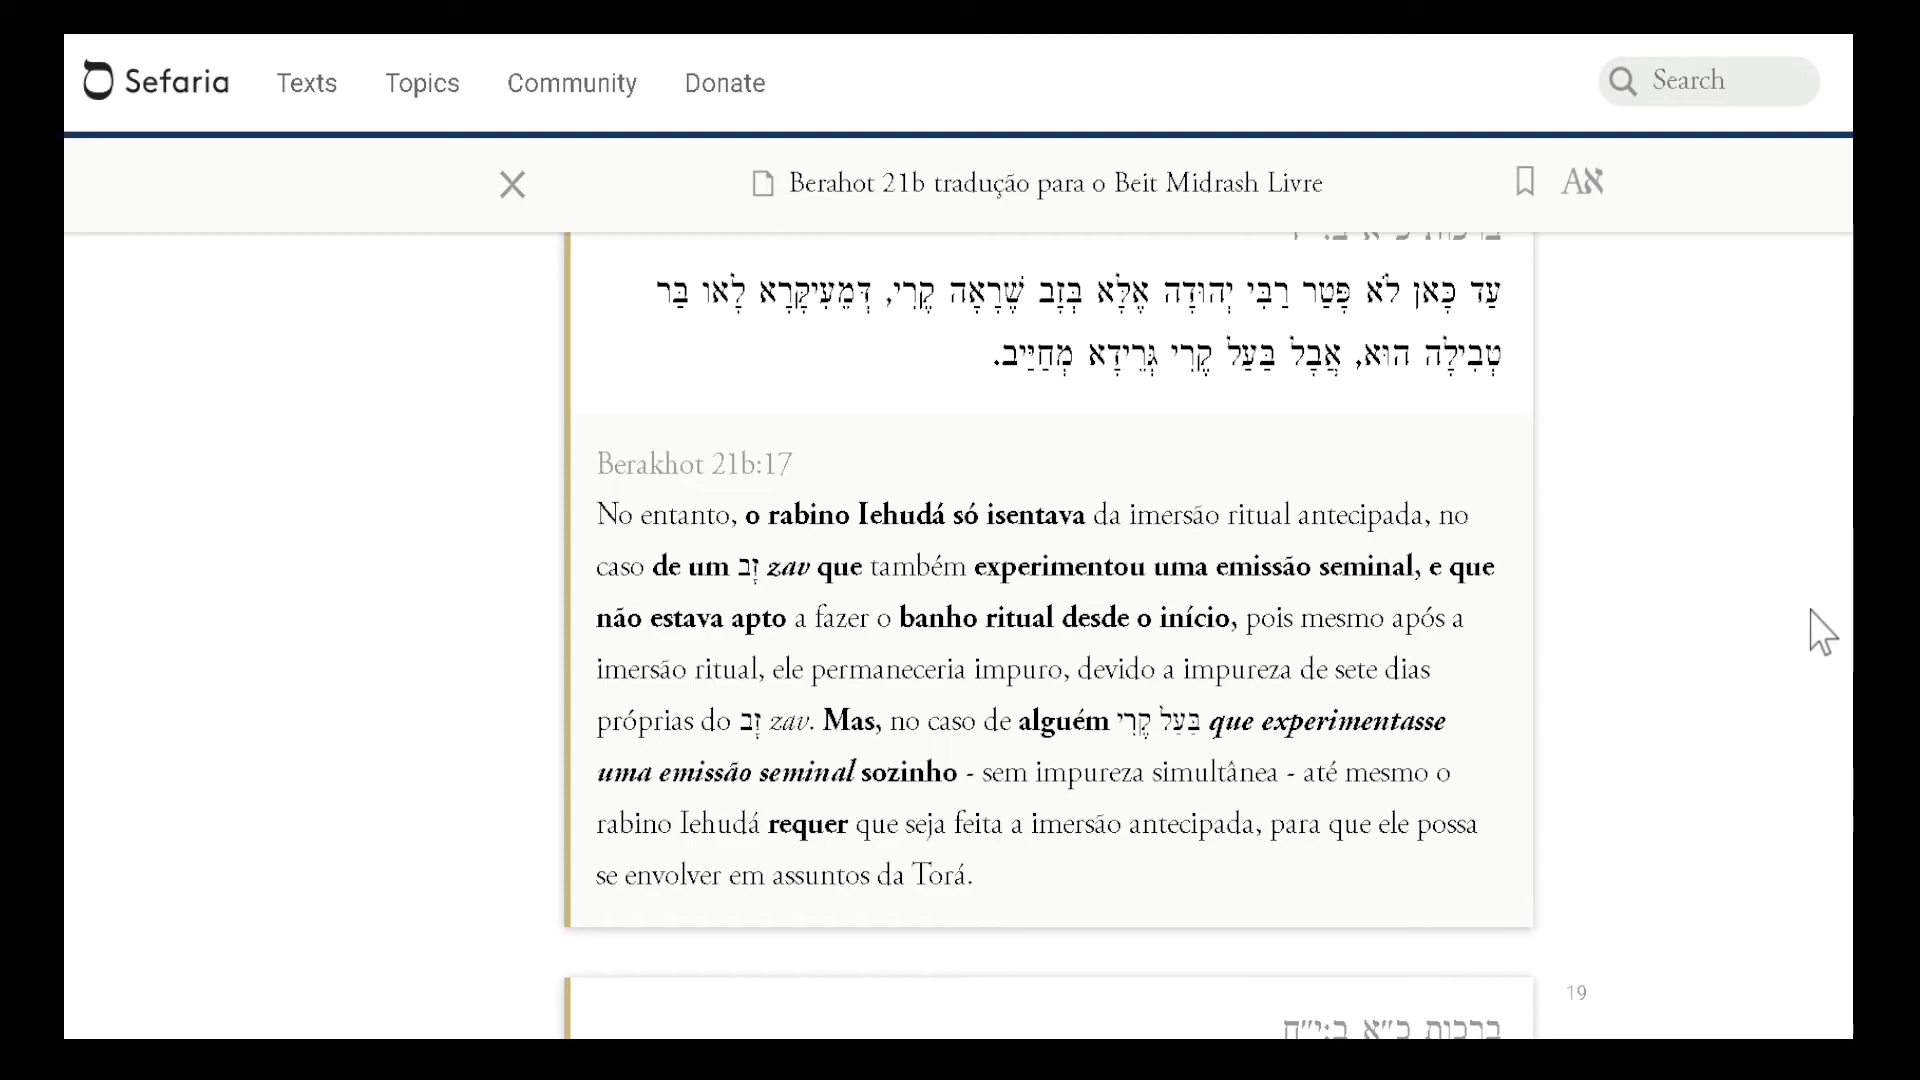 Sefaria Texts Topics Community Donate Search
Berahot 21b tradução para o Beit Midrash Livre Aא
עַד כָּאן לֹא פָּטַר רַבִּי יְהוּדָה אֶלָּא בְּזָב שֶׁרָאָה קֶרִי, דְּמֵעִיקָּרָא לָאו בַּר
טְבִילָה הוּא, אֲבָל בַּעַל קֶרִי גְּרֵידָא מְחַיֵּיב.
Berakhot 21b:17
No entanto, o rabino Iehudá só isentava da imersão ritual antecipada, no
caso de um זָב zav que também experimentou uma emissão seminal, e que
não estava apto a fazer o banho ritual desde o início, pois mesmo após a
imersão ritual, ele permaneceria impuro, devido a impureza de sete dias
próprias do זָב zav. Mas, no caso de alguém בַּעַל קֶרִי que experimentasse
uma emissão seminal sozinho - sem impureza simultânea - até mesmo o
rabino Iehudá requer que seja feita a imersão antecipada, para que ele possa
se envolver em assuntos da Torá.
19
ברכות כ״א ב:י״ח